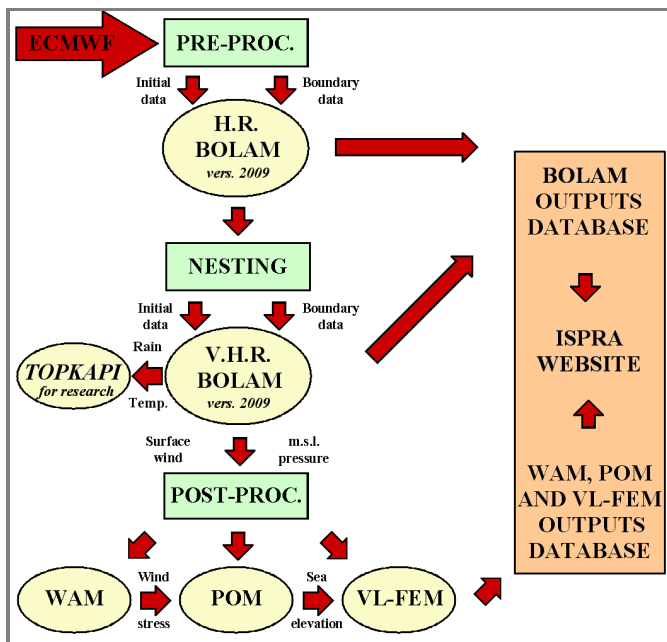 ECMWF
PRE-PROC.
Initial
data
Boundary
data
H.R.
BOLAM
vers. 2009
NESTING
Initial
data
Boundary
data
Rain
TOPKAPI
for research
Temp.
V.H.R.
BOLAM
vers. 2009
Surface
wind
m.s.l.
pressure
POST-PROC.
WAM
Wind
stress
POM
Sea
elevation
VL-FEM
BOLAM
OUTPUTS
DATABASE
ISPRA
WEBSITE
WAM, POM
AND VL-FEM
OUTPUTS
DATABASE